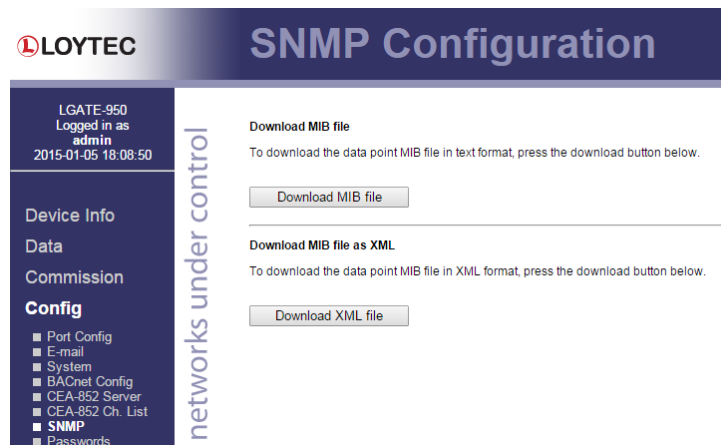 LOYTEC
SNMP Configuration
LGATE-950
Logged in as
admin
2015-01-05 18:08:50
Device Info
Data
Commission
Config
Port Config
E-mail
System
BACnet Config
CEA-852 Server
CEA-852 Ch. List
SNMP
Passwords
networks under control
Download MIB file
To download the data point MIB file in text format, press the download button below.
Download MIB file
Download MIB file as XML
To download the data point MIB file in XML format, press the download button below.
Download XML file